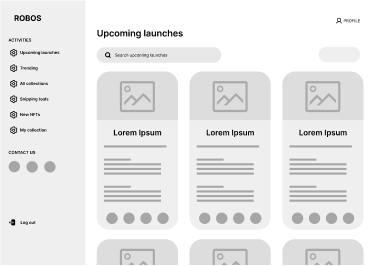 ROBOS
ACTIVITIES
Upcoming launches
Trending
All collections
Snipping tools
New NFTs
My collection
CONTACT US
Log out
PROFILE
Upcoming launches
Search upcoming launches
Lorem Ipsum
Lorem Ipsum
Lorem Ipsum